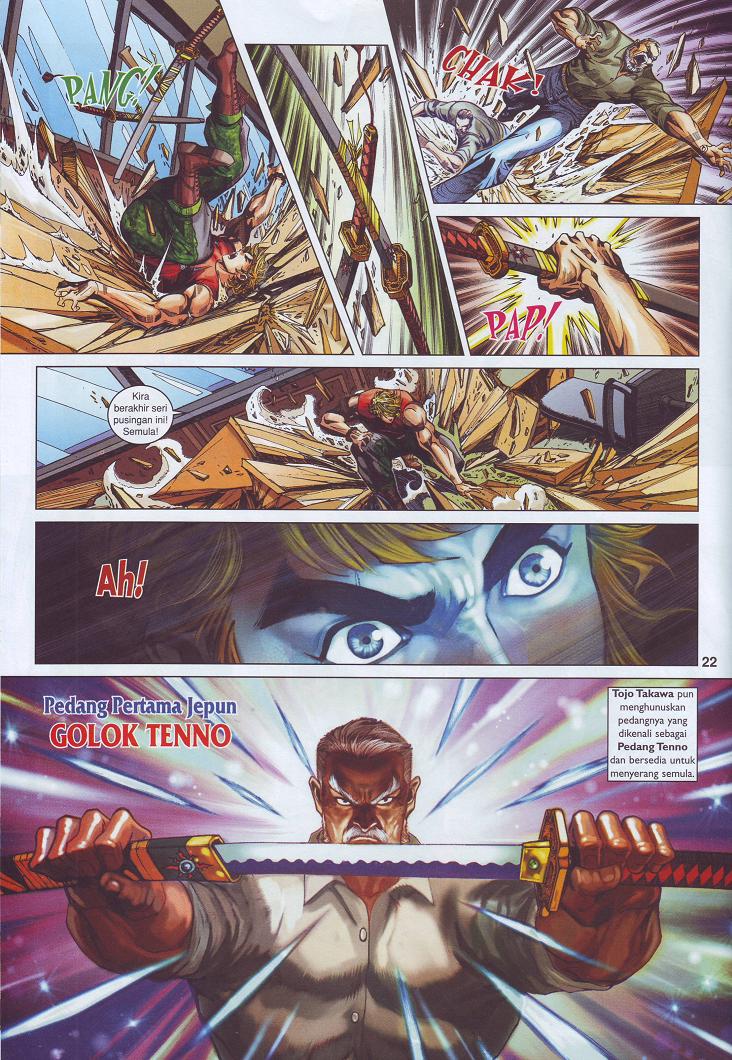 PANG!
CHAK!
PAP!
Kira
berakhir seri
pusingan ini!
Semula!
Ah!
22
Pedang Pertama Jepun
GOLOK TENNO
Tojo Takawa pun
menghunuskan
pedangnya yang
dikenali sebagai
Pedang Tenno
dan bersedia untuk
menyerang semula.